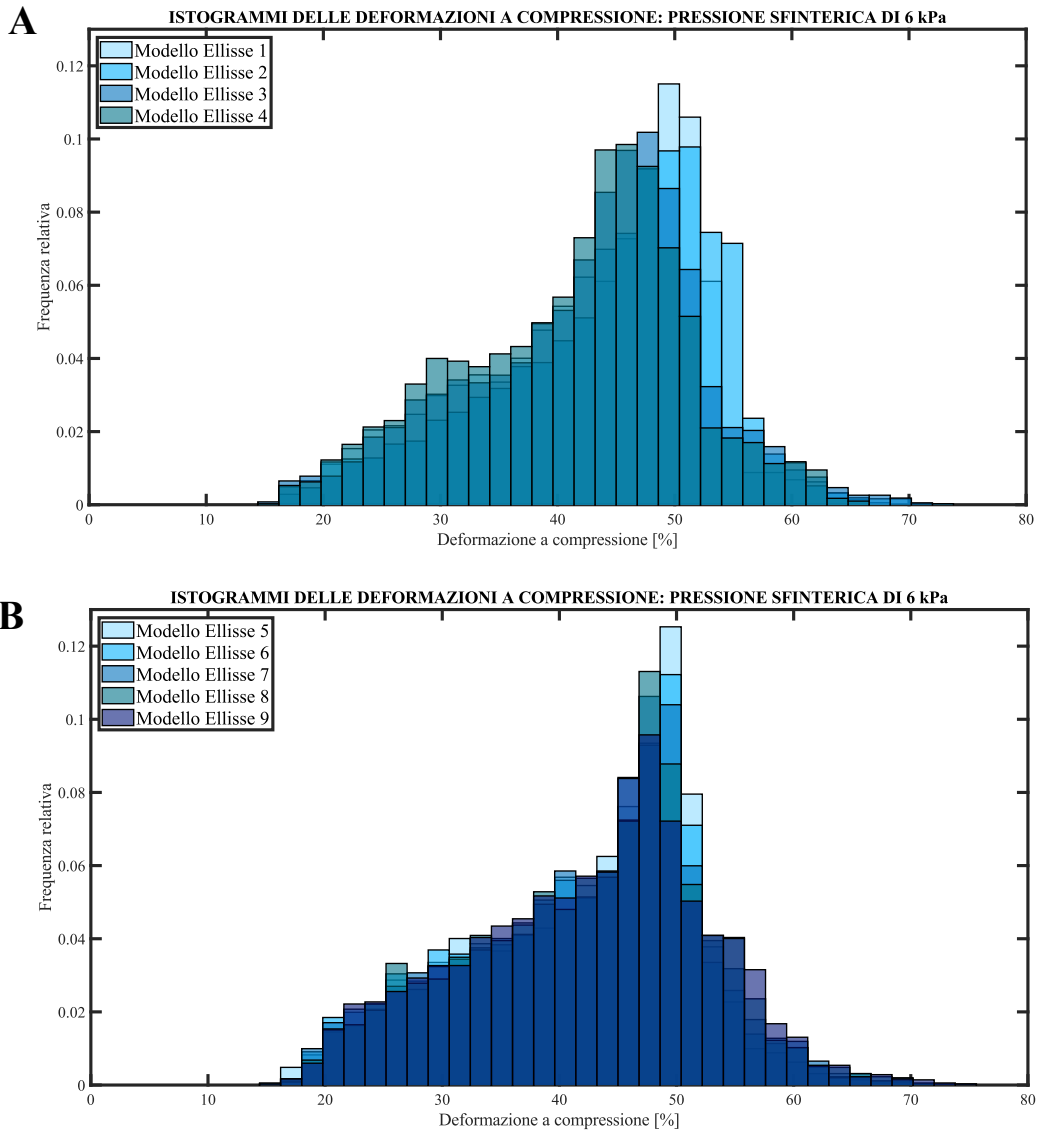 A
ISTOGRAMMI DELLE DEFORMAZIONI A COMPRESSIONE: PRESSIONE SFINTERICA DI 6 kPa
Modello Ellisse 1
Modello Ellisse 2
Modello Ellisse 3
Modello Ellisse 4
0.12
0.1
0.08
0.06
0.04
0.02
0
Frequenza relativa
0 10 20 30 40 50 60 70 80
Deformazione a compressione [%]
B
ISTOGRAMMI DELLE DEFORMAZIONI A COMPRESSIONE: PRESSIONE SFINTERICA DI 6 kPa
Modello Ellisse 5
Modello Ellisse 6
Modello Ellisse 7
Modello Ellisse 8
Modello Ellisse 9
0.12
0.1
0.08
0.06
0.04
0.02
0
Frequenza relativa
0 10 20 30 40 50 60 70 80
Deformazione a compressione [%]